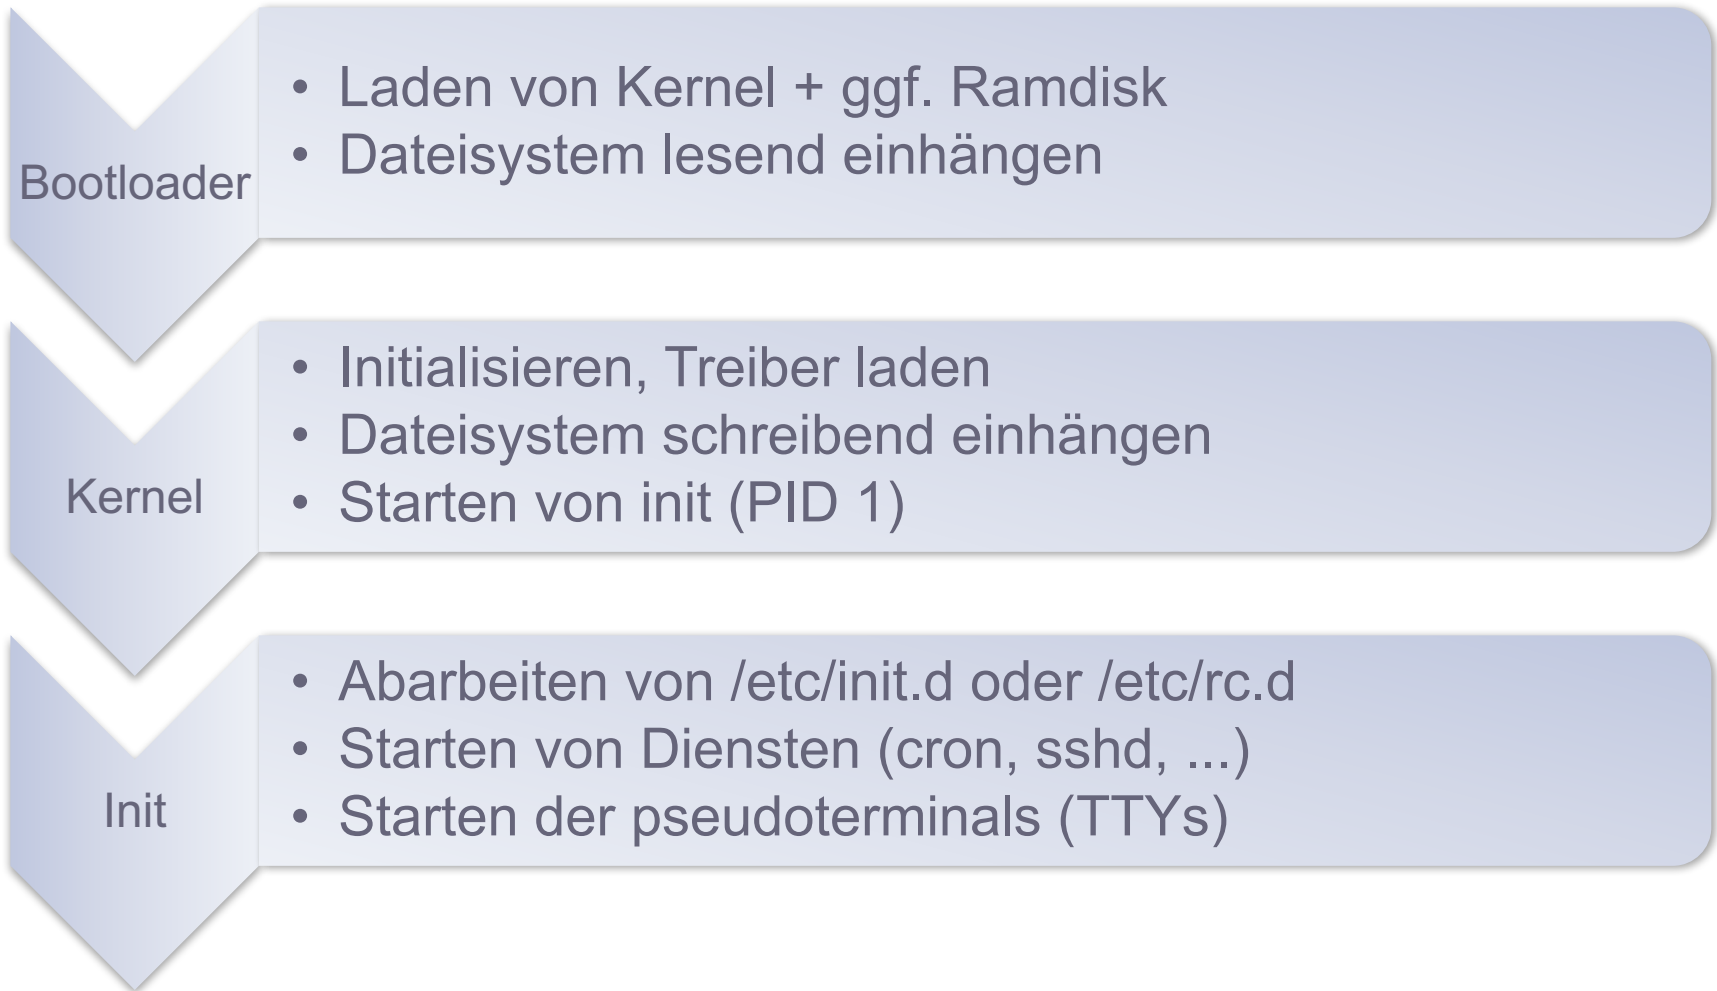 Bootloader
• Laden von Kernel + ggf. Ramdisk
• Dateisystem lesend einhängen
Kernel
• Initialisieren, Treiber laden
• Dateisystem schreibend einhängen
• Starten von init (PID 1)
Init
• Abarbeiten von /etc/init.d oder /etc/rc.d
• Starten von Diensten (cron, sshd, ...)
• Starten der pseudoterminals (TTYs)